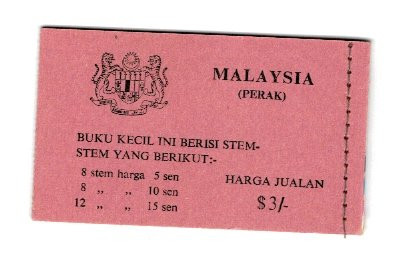 MALAYSIA
(PERAK)
BUKU KECIL INI BERISI STEM-
STEM YANG BERIKUT:-
8 stem harga 5 sen
8 „ „ 10 sen
12 „ „ 15 sen
HARGA JUALAN
$3/-